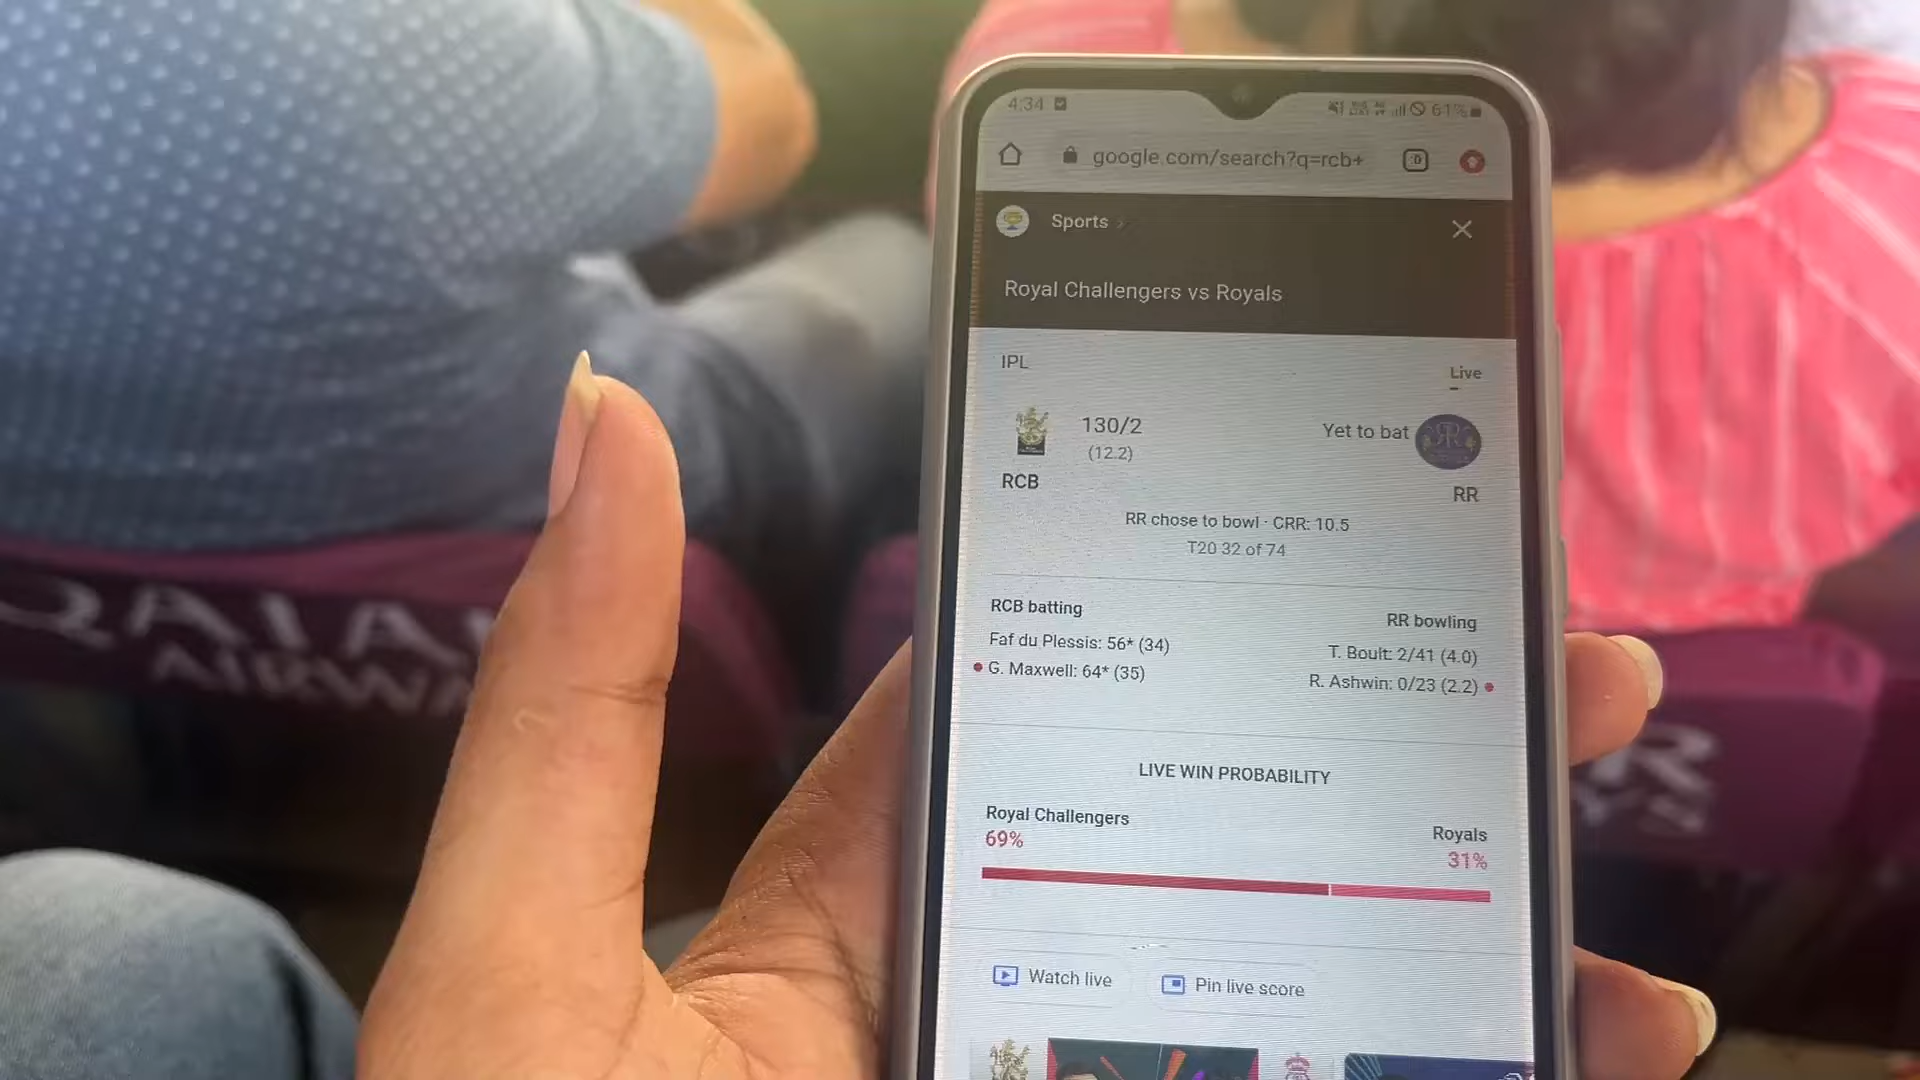 4:34
61%
google.com/search?q=rcb+
:D
Sports
Royal Challengers vs Royals
IPL
Live
130/2
Yet to bat
(12.2)
RCB
RR
RR chose to bowl · CRR: 10.5
T20 32 of 74
RCB batting
RR bowling
Faf du Plessis: 56* (34)
T. Boult: 2/41 (4.0)
G. Maxwell: 64* (35)
R. Ashwin: 0/23 (2.2)
LIVE WIN PROBABILITY
Royal Challengers
Royals
69%
31%
Watch live
Pin live score
QATA
AIRW